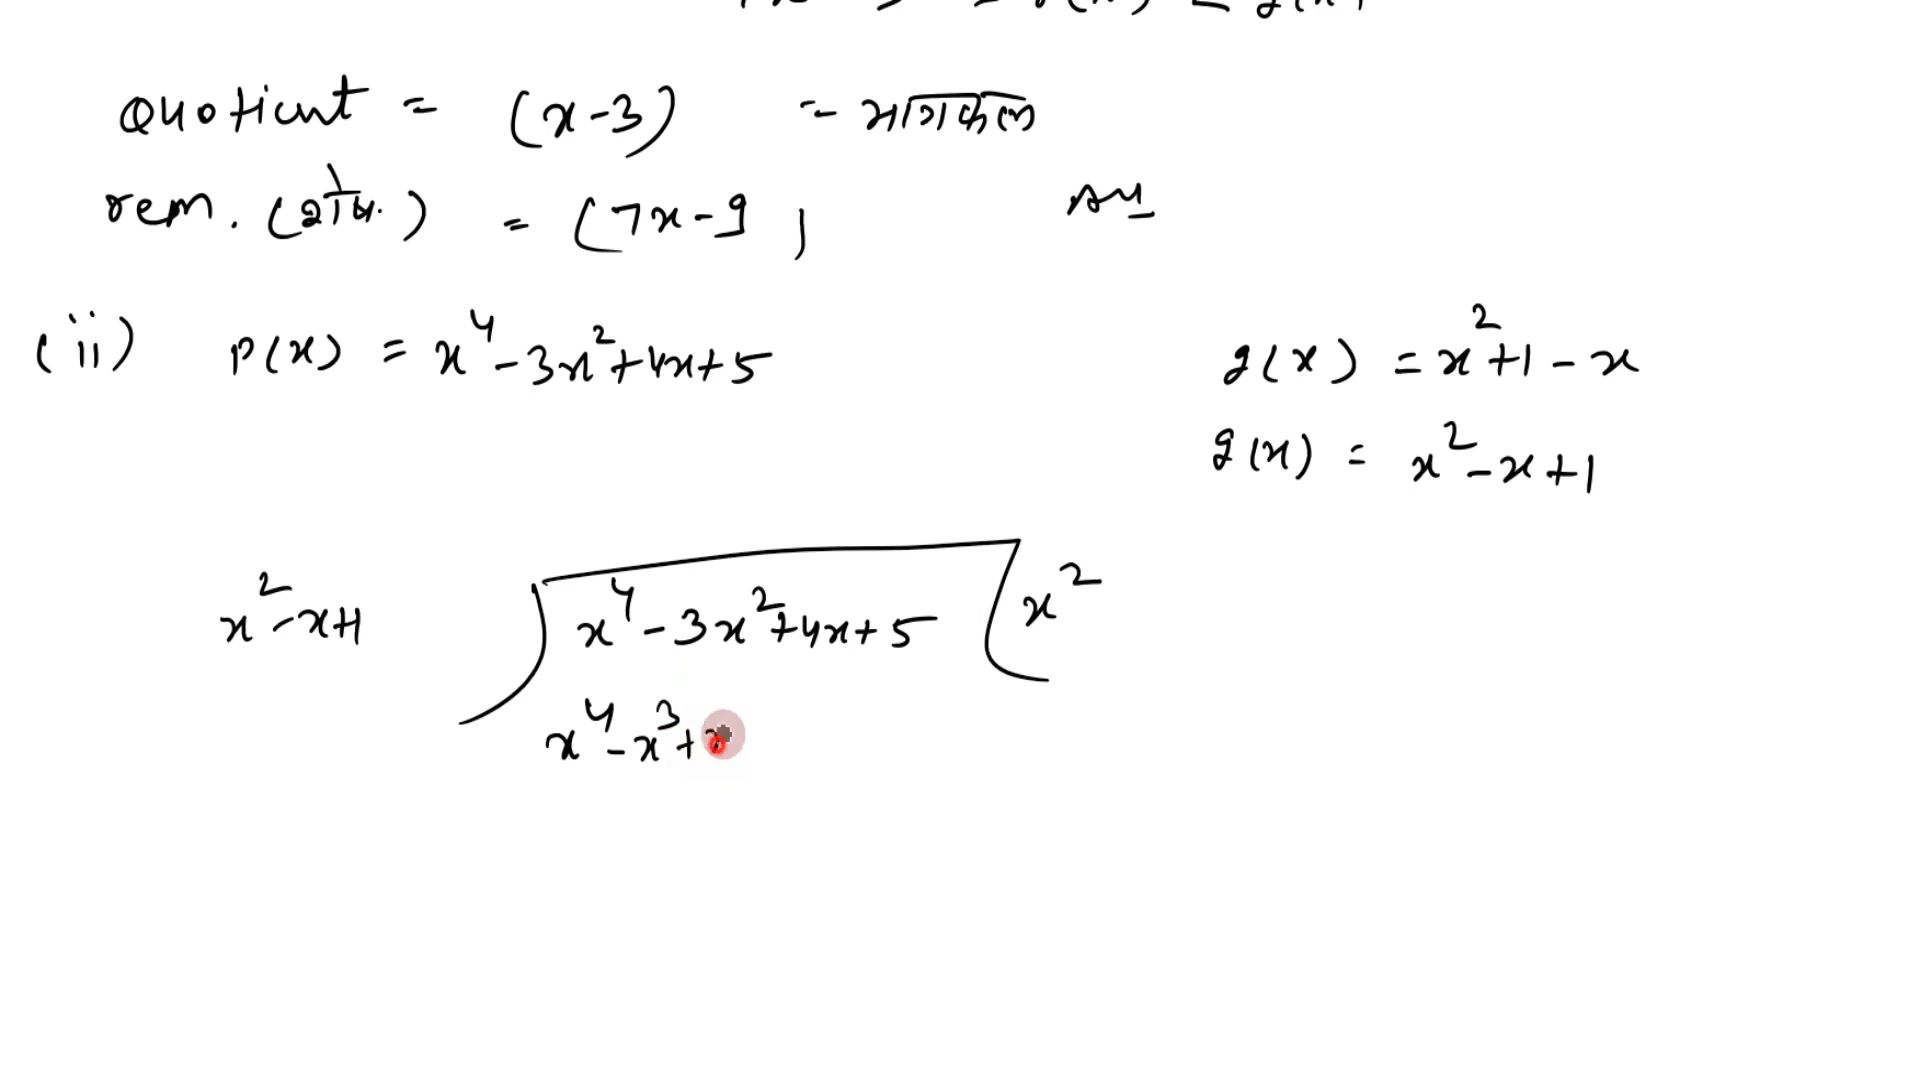 Quotient = (x-3) = भागफल
rem. (शेष.) = (7x-9) Ans
(ii) p(x) = x⁴-3x²+4x+5 g(x) = x²+1-x
g(x) = x²-x+1
x²-x+1 ) x⁴-3x²+4x+5 ( x²
x⁴-x³+